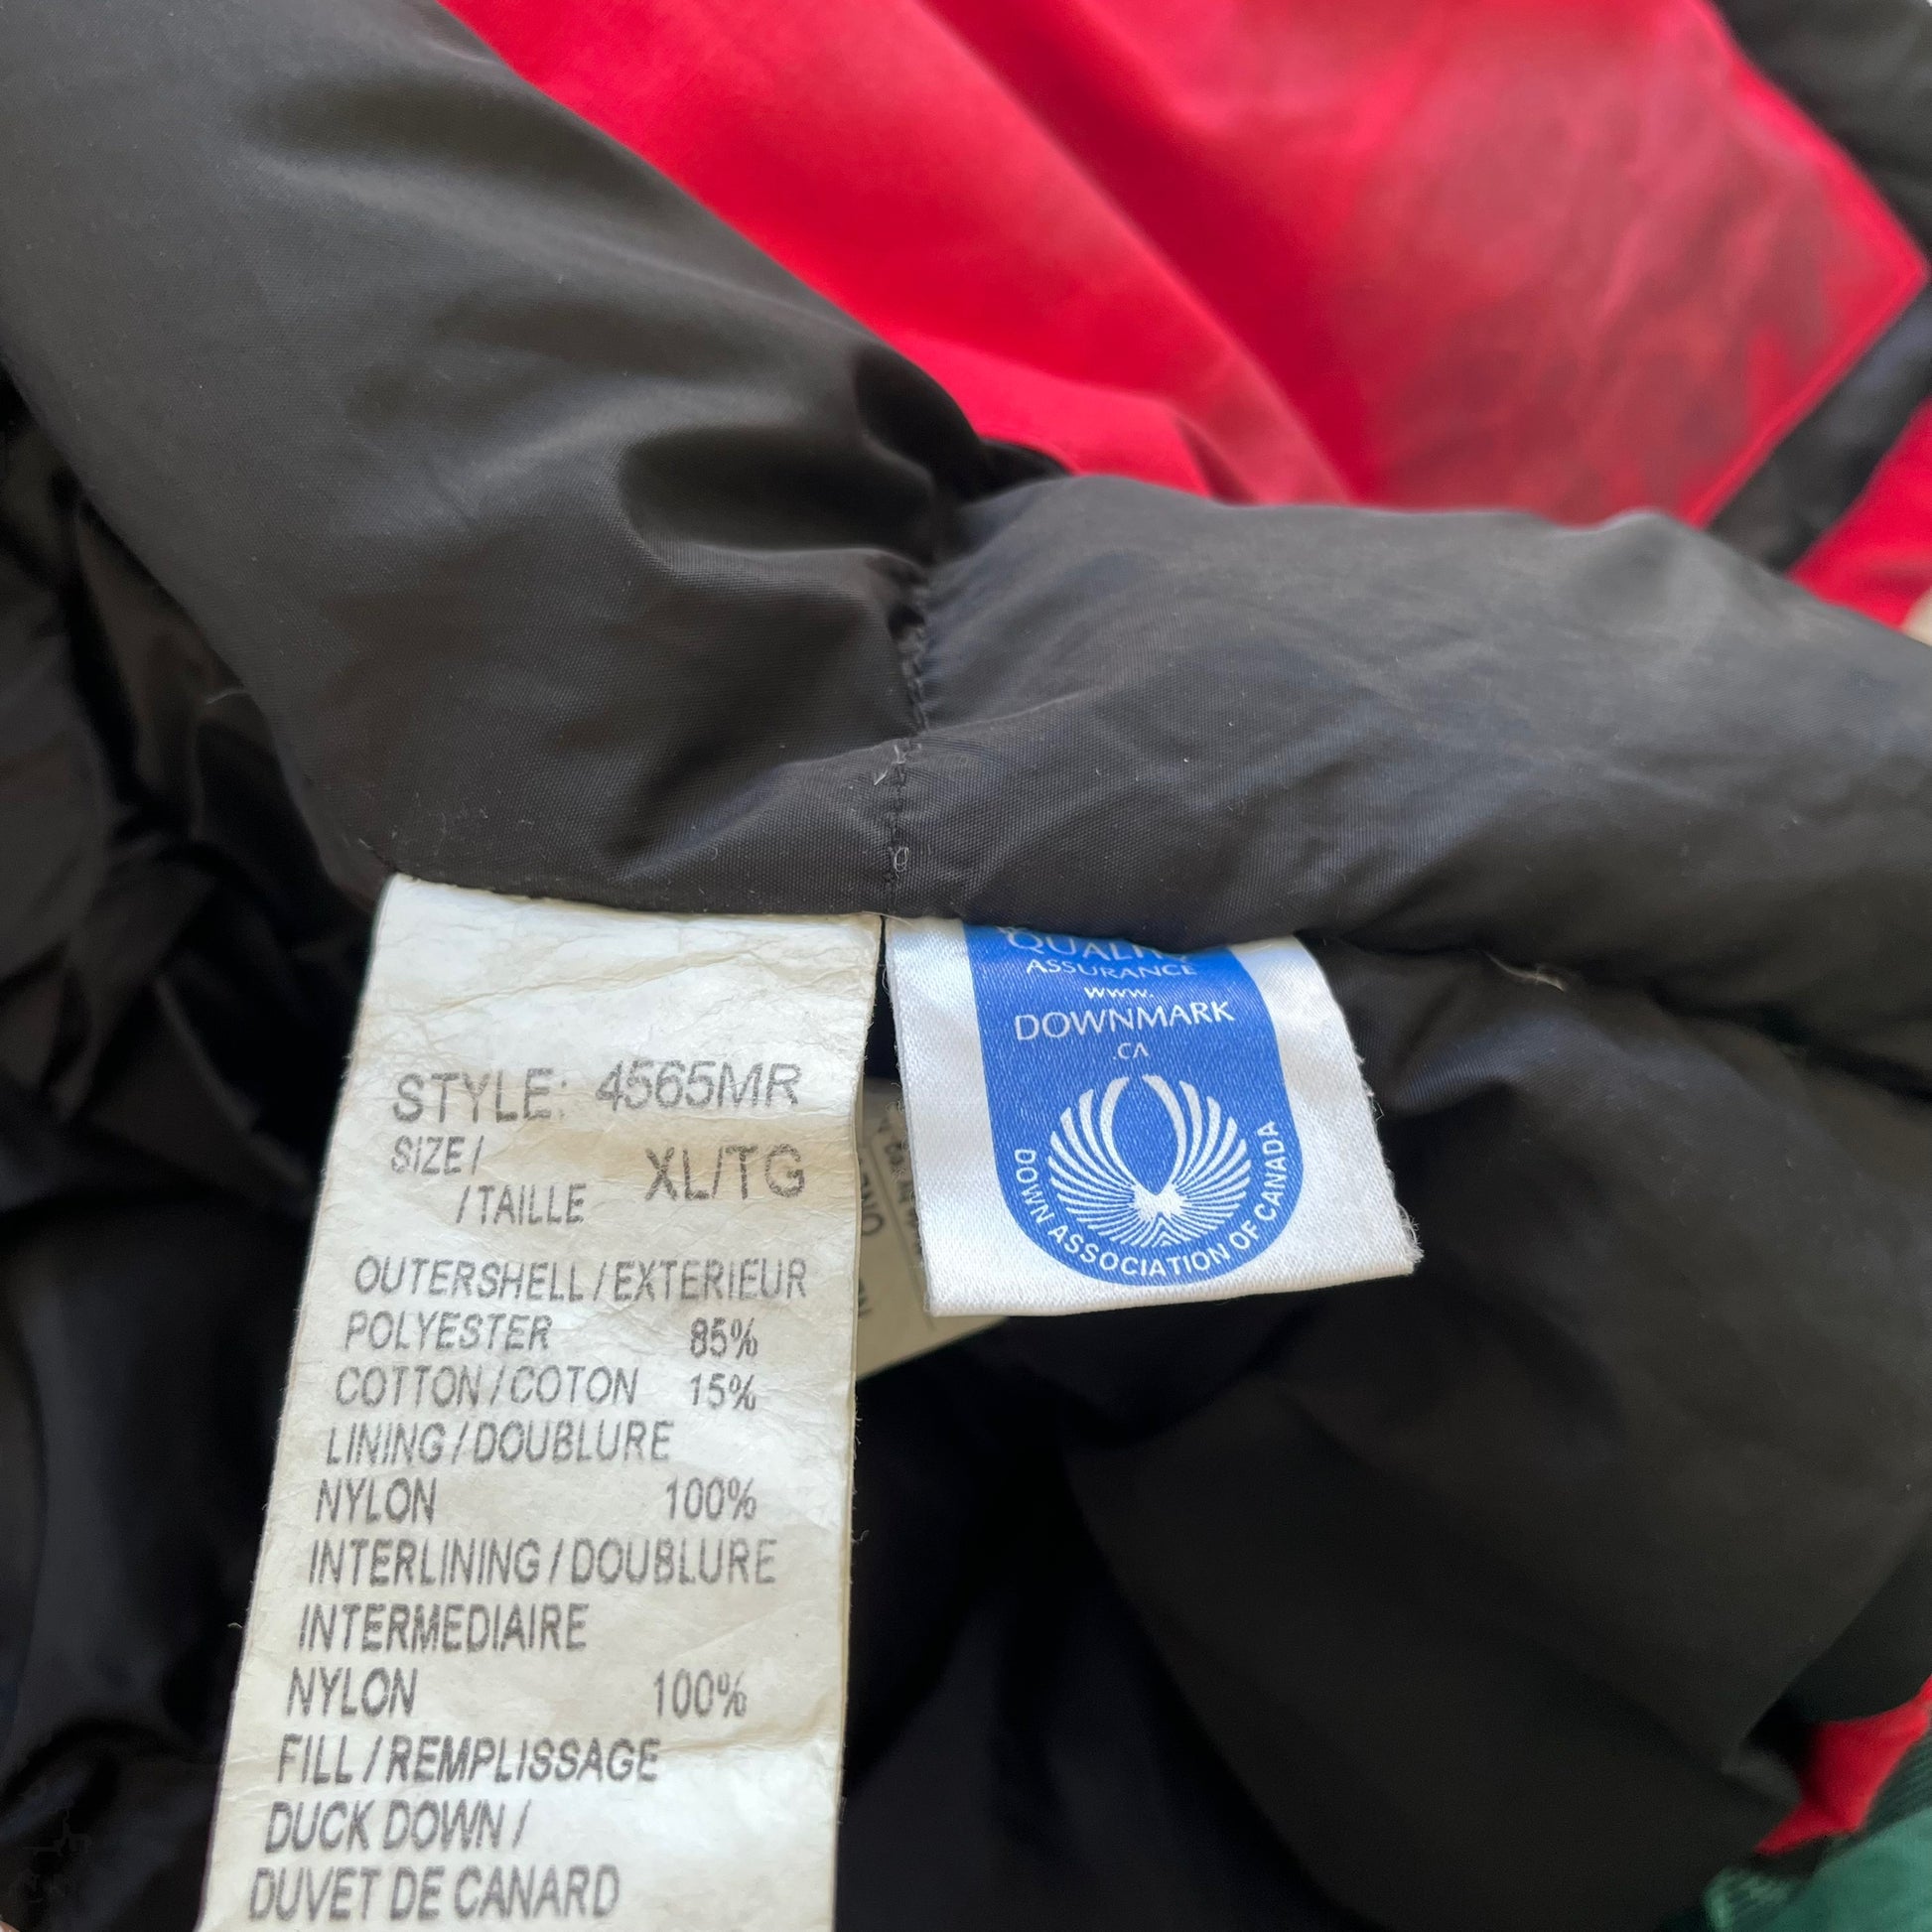 STYLE: 4565MR
SIZE / XL/TG
/ TAILLE
OUTERSHELL / EXTERIEUR
POLYESTER 85%
COTTON / COTON 15%
LINING / DOUBLURE
NYLON 100%
INTERLINING / DOUBLURE
INTERMEDIAIRE
NYLON 100%
FILL / REMPLISSAGE
DUCK DOWN /
DUVET DE CANARD
QUALITY
ASSURANCE
www.
DOWNMARK
.CA
DOWN ASSOCIATION OF CANADA